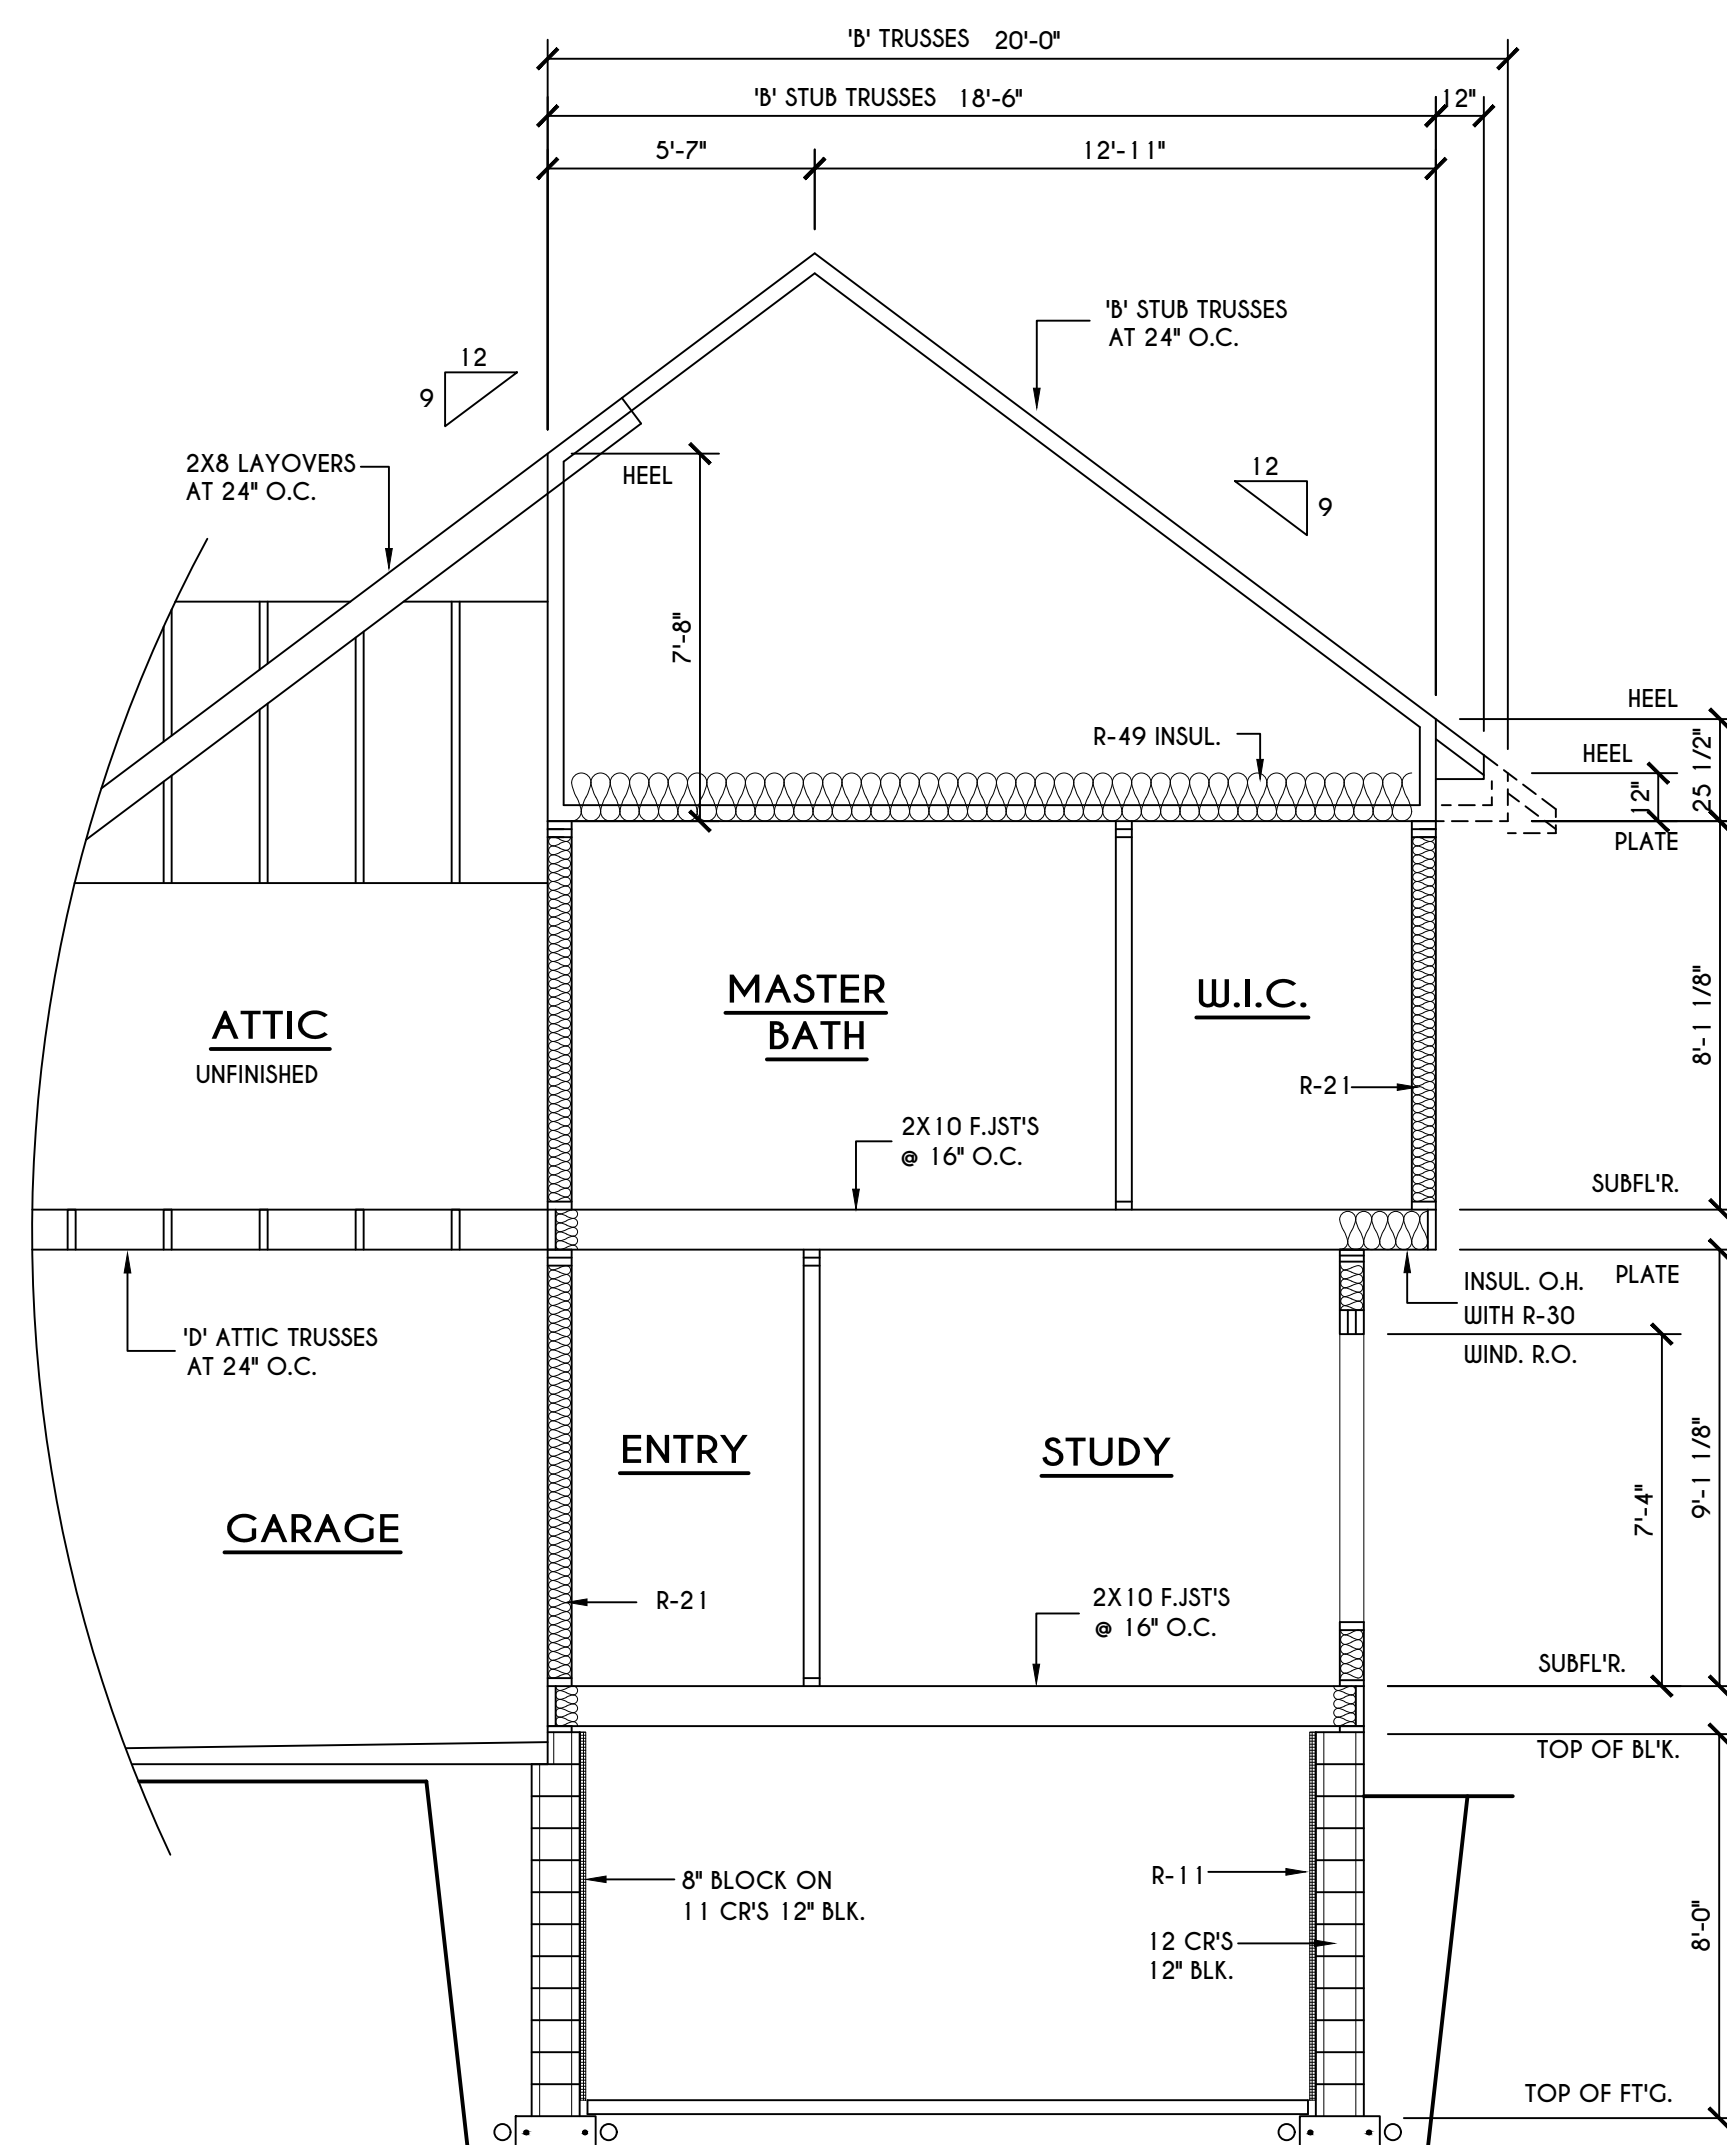 'B' TRUSSES 20'-0"
'B' STUB TRUSSES 18'-6" 12"
5'-7" 12'-11"
'B' STUB TRUSSES
AT 24" O.C.
12
9
2X8 LAYOVERS
AT 24" O.C.
HEEL
12
9
7'-8"
R-49 INSUL.
HEEL
HEEL
12"
25 1/2"
PLATE
MASTER
BATH
W.I.C.
ATTIC
UNFINISHED
R-21
8'-1 1/8"
2X10 F.JST'S
@ 16" O.C.
SUBFL'R.
INSUL. O.H.
WITH R-30
PLATE
WIND. R.O.
'D' ATTIC TRUSSES
AT 24" O.C.
ENTRY
STUDY
GARAGE
7'-4"
9'-1 1/8"
R-21
2X10 F.JST'S
@ 16" O.C.
SUBFL'R.
TOP OF BL'K.
8" BLOCK ON
11 CR'S 12" BLK.
R-11
12 CR'S
12" BLK.
8'-0"
TOP OF FT'G.